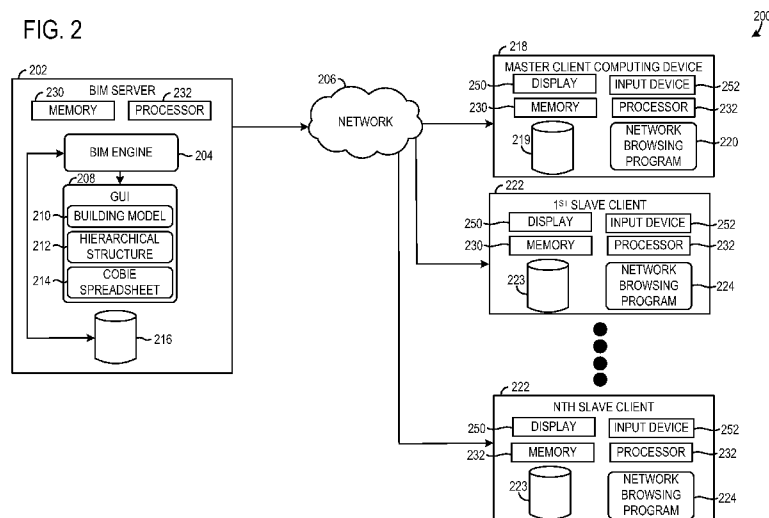 FIG. 2
200
202
BIM SERVER
230
232
MEMORY
PROCESSOR
BIM ENGINE
204
208
GUI
210
BUILDING MODEL
212
HIERARCHICAL
STRUCTURE
214
COBIE
SPREADSHEET
216
206
NETWORK
218
MASTER CLIENT COMPUTING DEVICE
250
DISPLAY
INPUT DEVICE
252
230
MEMORY
PROCESSOR
232
219
NETWORK
BROWSING
PROGRAM
220
222
1ST SLAVE CLIENT
250
DISPLAY
INPUT DEVICE
252
230
MEMORY
PROCESSOR
232
223
NETWORK
BROWSING
PROGRAM
224
222
NTH SLAVE CLIENT
250
DISPLAY
INPUT DEVICE
252
232
MEMORY
PROCESSOR
232
223
NETWORK
BROWSING
PROGRAM
224